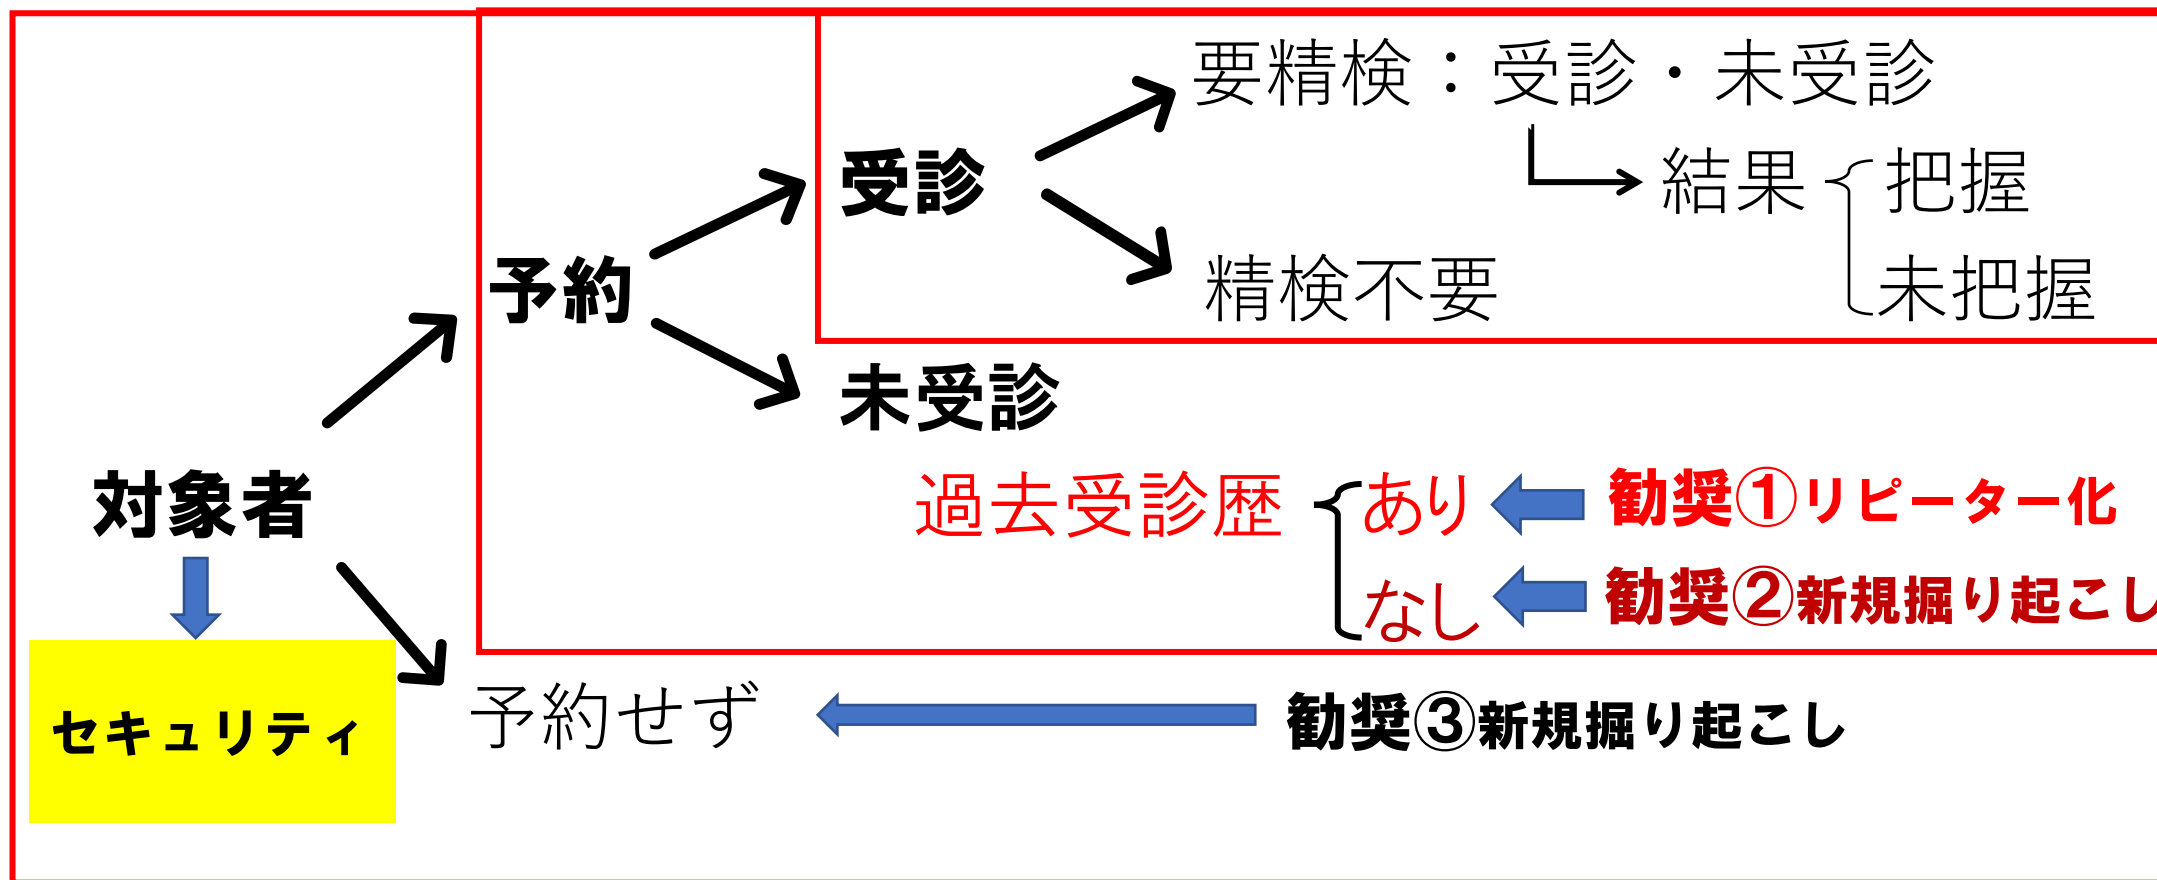 要精検：受診・未受診
受診
結果 把握
予約
精検不要
未把握
未受診
対象者
過去受診歴 あり 勧奨①リピーター化
なし 勧奨②新規掘り起こし
セキュリティ
予約せず
勧奨③新規掘り起こし